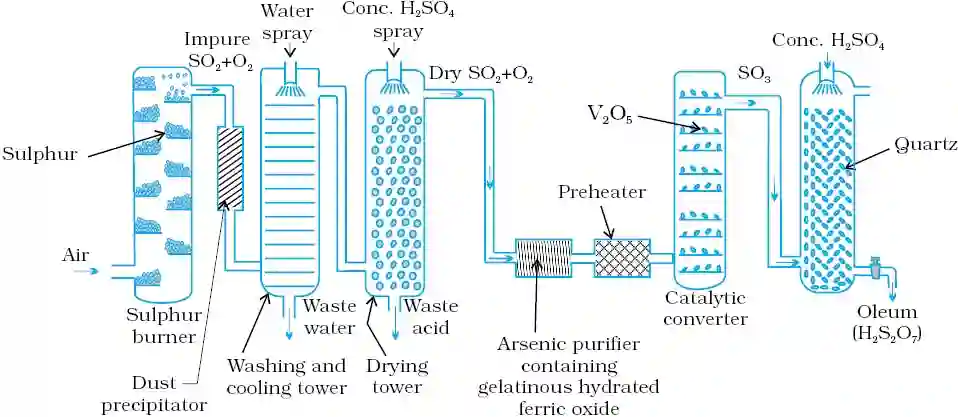 Water
spray
Conc. H₂SO₄
spray
Impure
SO₂+O₂
Dry SO₂+O₂
SO₃
Conc. H₂SO₄
V₂O₅
Quartz
Sulphur
Preheater
Air
Sulphur
burner
Waste
water
Waste
acid
Catalytic
converter
Oleum
(H₂S₂O₇)
Dust
precipitator
Washing and
cooling tower
Drying
tower
Arsenic purifier
containing
gelatinous hydrated
ferric oxide